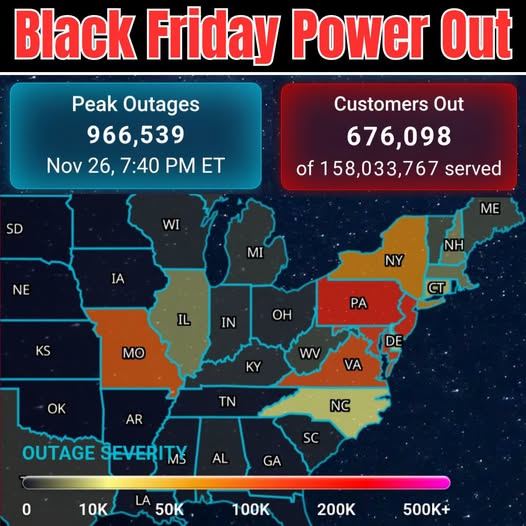 Black Friday Power Out
Peak Outages
966,539
Nov 26, 7:40 PM ET
Customers Out
676,098
of 158,033,767 served
ME
SD
WI
MI
NY
NH
CT
NE
IA
IL
IN
OH
PA
DE
KS
MO
KY
WV
VA
OK
AR
TN
NC
SC
MS
AL
GA
OUTAGE SEVERITY
LA
0
10K
50K
100K
200K
500K+